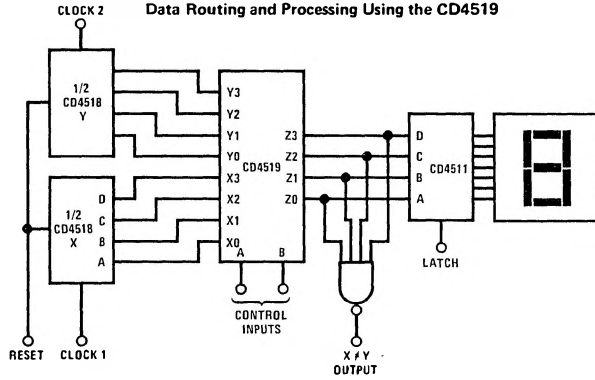 Data Routing and Processing Using the CD4519
CLOCK 2
1/2
CD4518
Y
Y3
Y2
Y1
Y0
X3
X2
X1
X0
CD4519
A
B
Z3
Z2
Z1
Z0
D
C
B
A
CD4511
LATCH
1/2
CD4518
X
D
C
B
A
RESET
CLOCK 1
CONTROL
INPUTS
X ≠ Y
OUTPUT